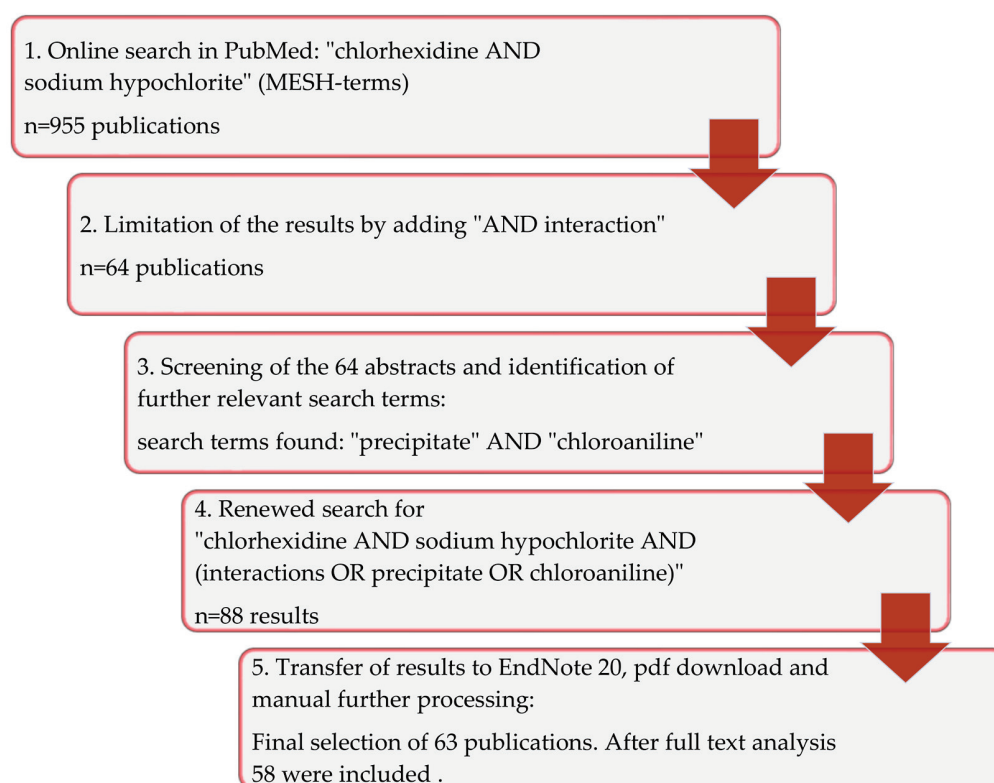 1. Online search in PubMed: "chlorhexidine AND
sodium hypochlorite" (MESH-terms)
n=955 publications
2. Limitation of the results by adding "AND interaction"
n=64 publications
3. Screening of the 64 abstracts and identification of
further relevant search terms:
search terms found: "precipitate" AND "chloroaniline"
4. Renewed search for
"chlorhexidine AND sodium hypochlorite AND
(interactions OR precipitate OR chloroaniline)"
n=88 results
5. Transfer of results to EndNote 20, pdf download and
manual further processing:
Final selection of 63 publications. After full text analysis
58 were included .